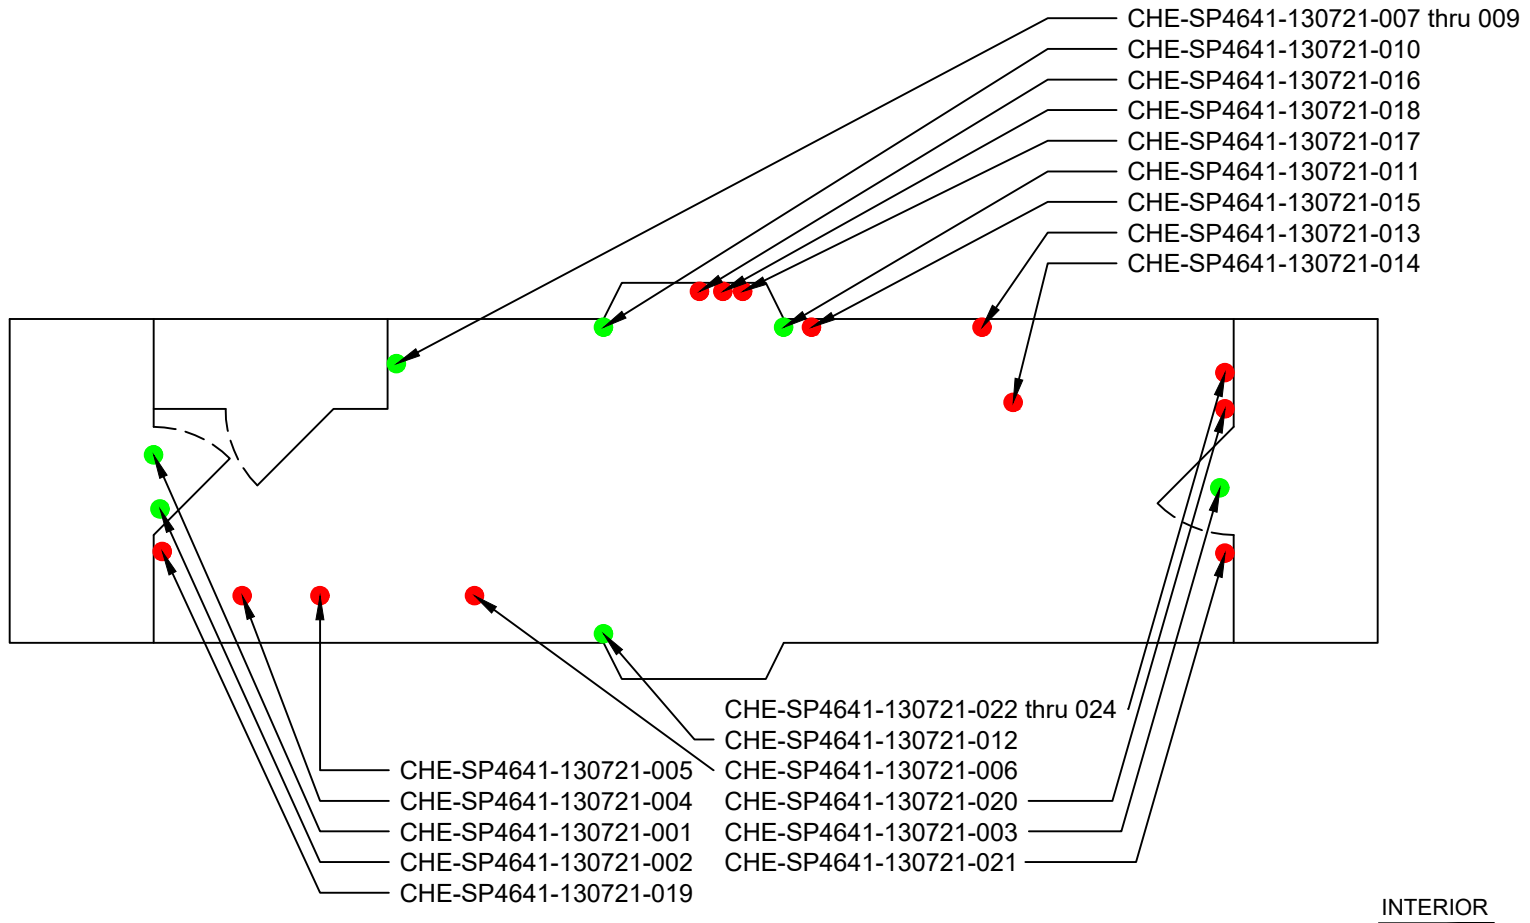 CHE-SP4641-130721-007 thru 009
CHE-SP4641-130721-010
CHE-SP4641-130721-016
CHE-SP4641-130721-018
CHE-SP4641-130721-017
CHE-SP4641-130721-011
CHE-SP4641-130721-015
CHE-SP4641-130721-013
CHE-SP4641-130721-014
CHE-SP4641-130721-022 thru 024
CHE-SP4641-130721-012
CHE-SP4641-130721-006
CHE-SP4641-130721-020
CHE-SP4641-130721-003
CHE-SP4641-130721-021
CHE-SP4641-130721-005
CHE-SP4641-130721-004
CHE-SP4641-130721-001
CHE-SP4641-130721-002
CHE-SP4641-130721-019
INTERIOR